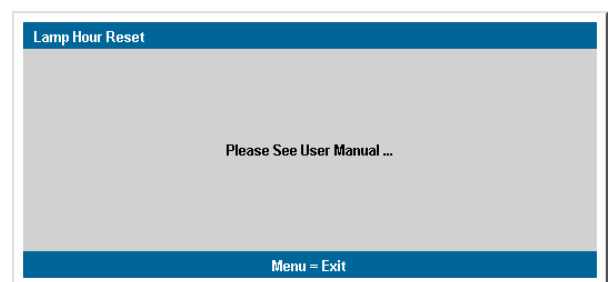 Lamp Hour Reset
Please See User Manual ...
Menu = Exit